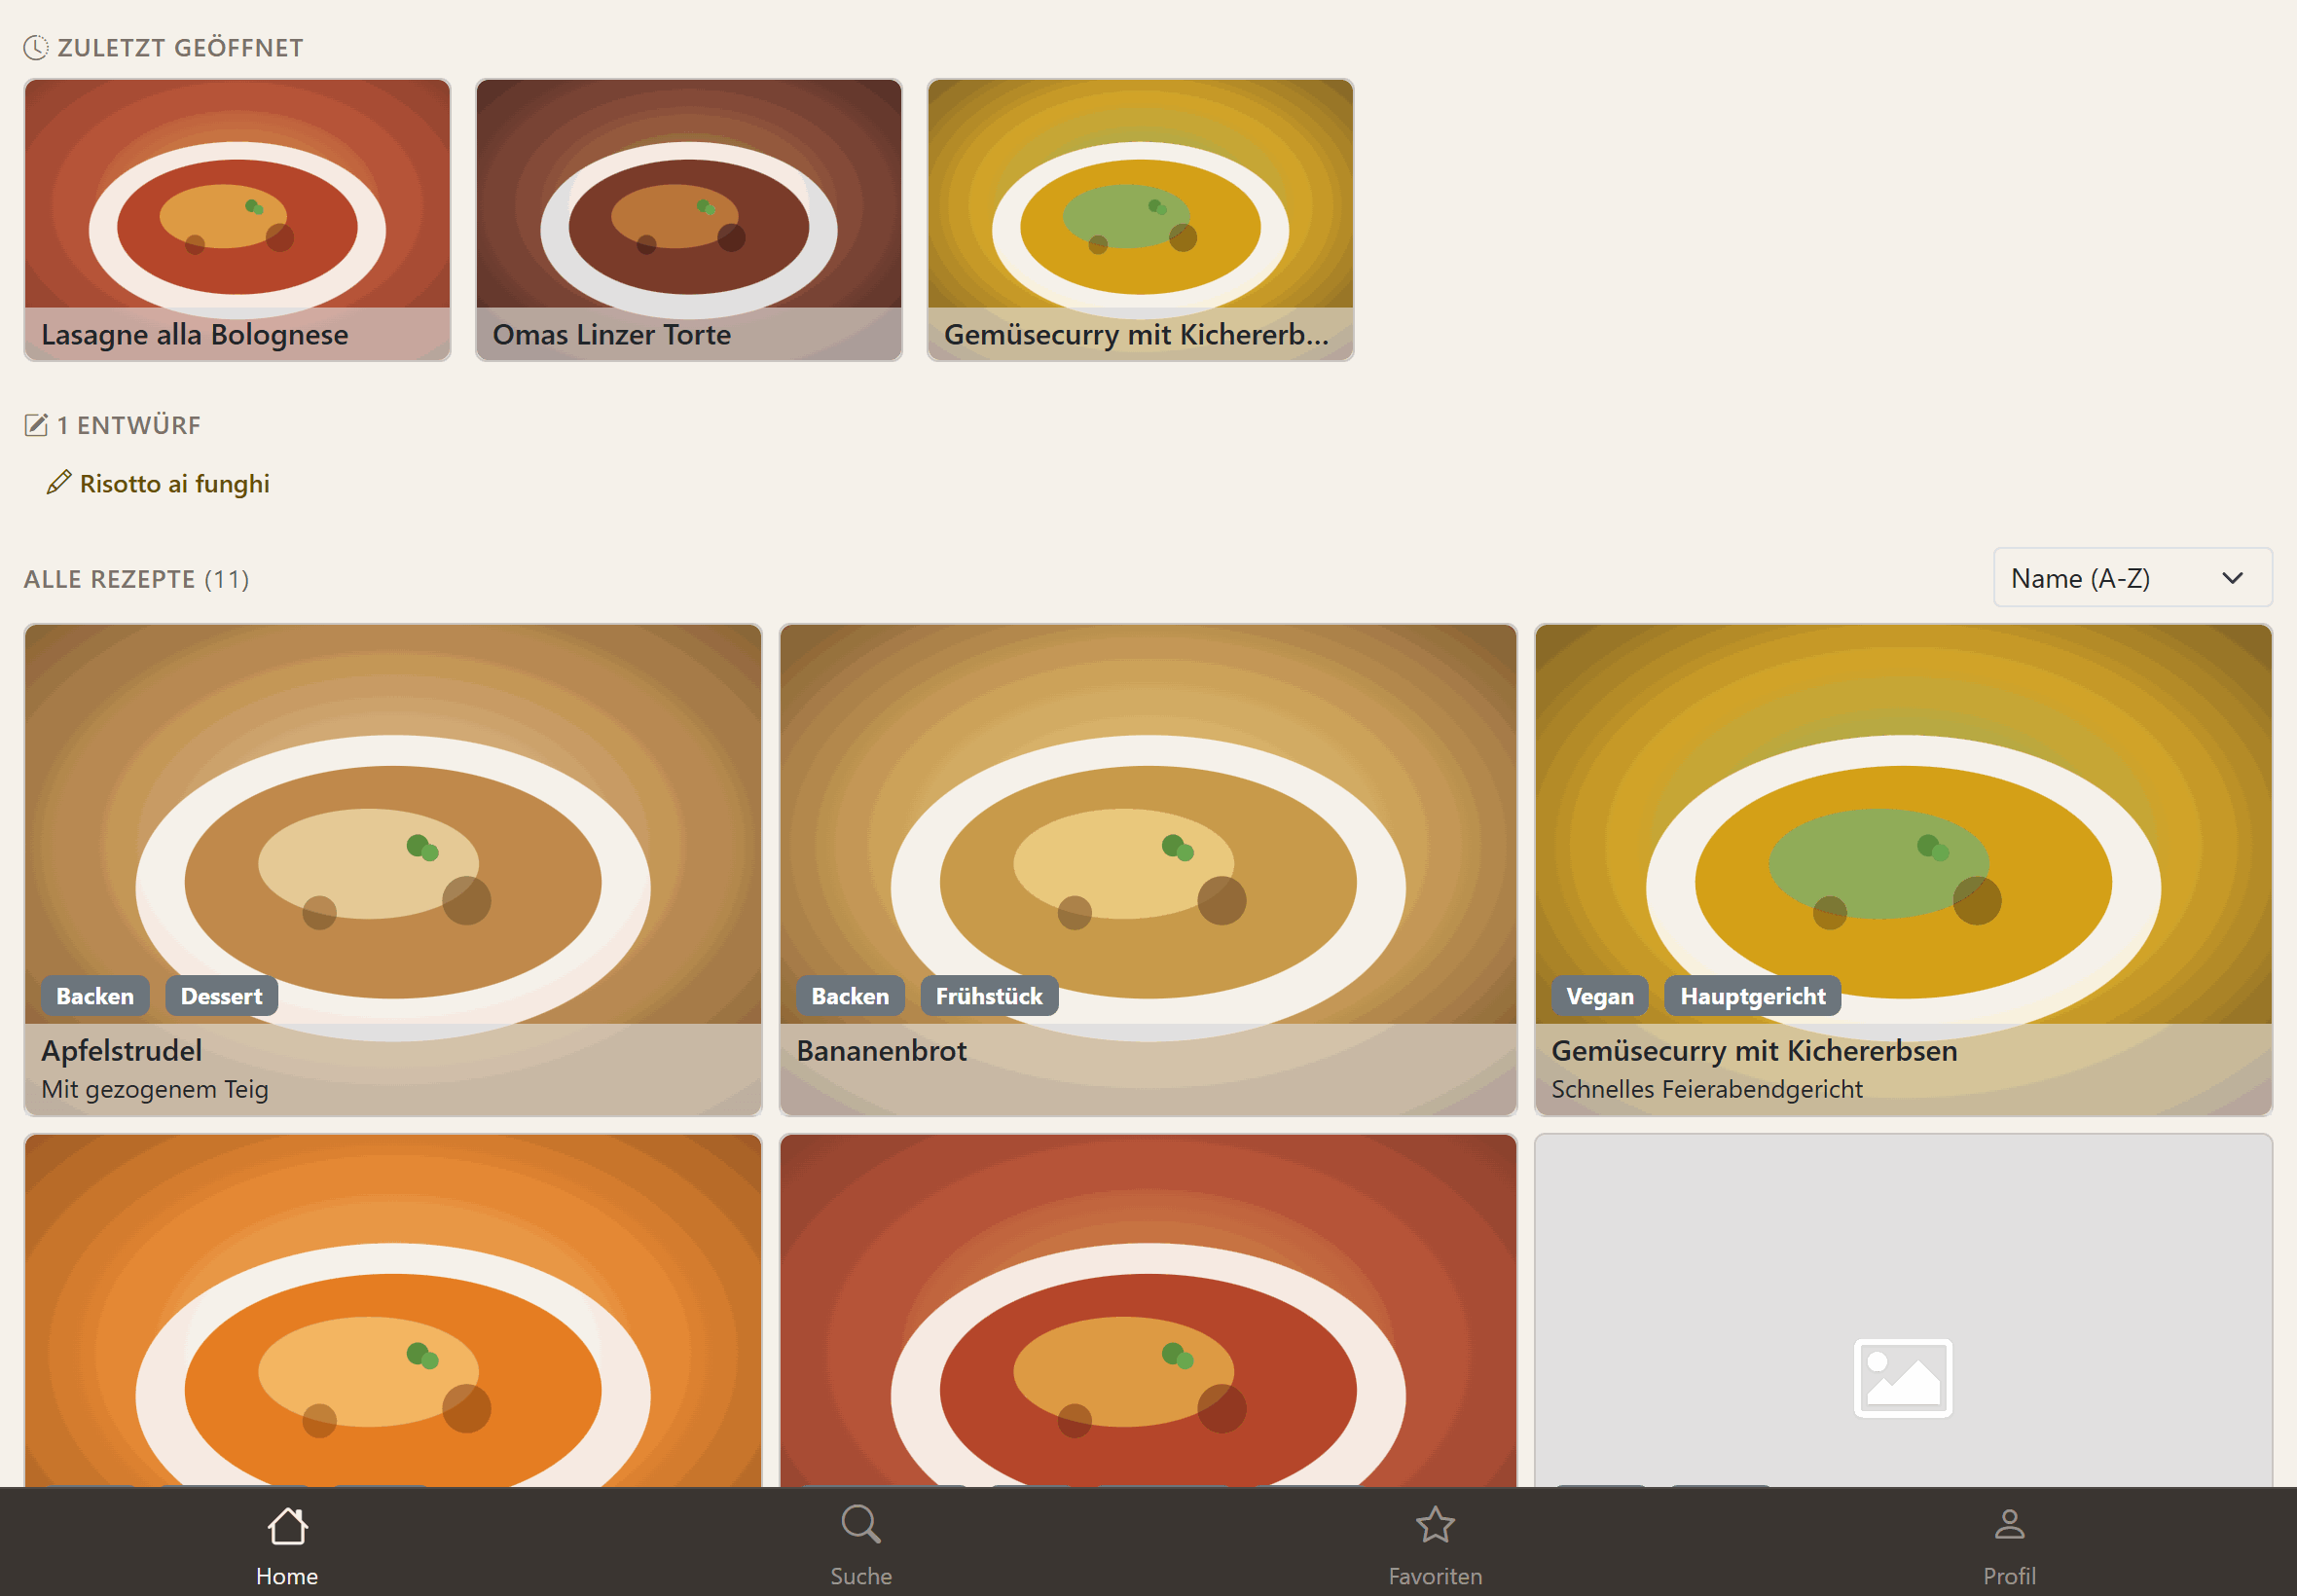 ZULETZT GEÖFFNET
Lasagne alla Bolognese
Omas Linzer Torte
Gemüsecurry mit Kichererb...
1 ENTWÜRF
Risotto ai funghi
ALLE REZEPTE (11)
Name (A-Z)
Backen Dessert
Apfelstrudel
Mit gezogenem Teig
Backen Frühstück
Bananenbrot
Vegan Hauptgericht
Gemüsecurry mit Kichererbsen
Schnelles Feierabendgericht
Home
Suche
Favoriten
Profil